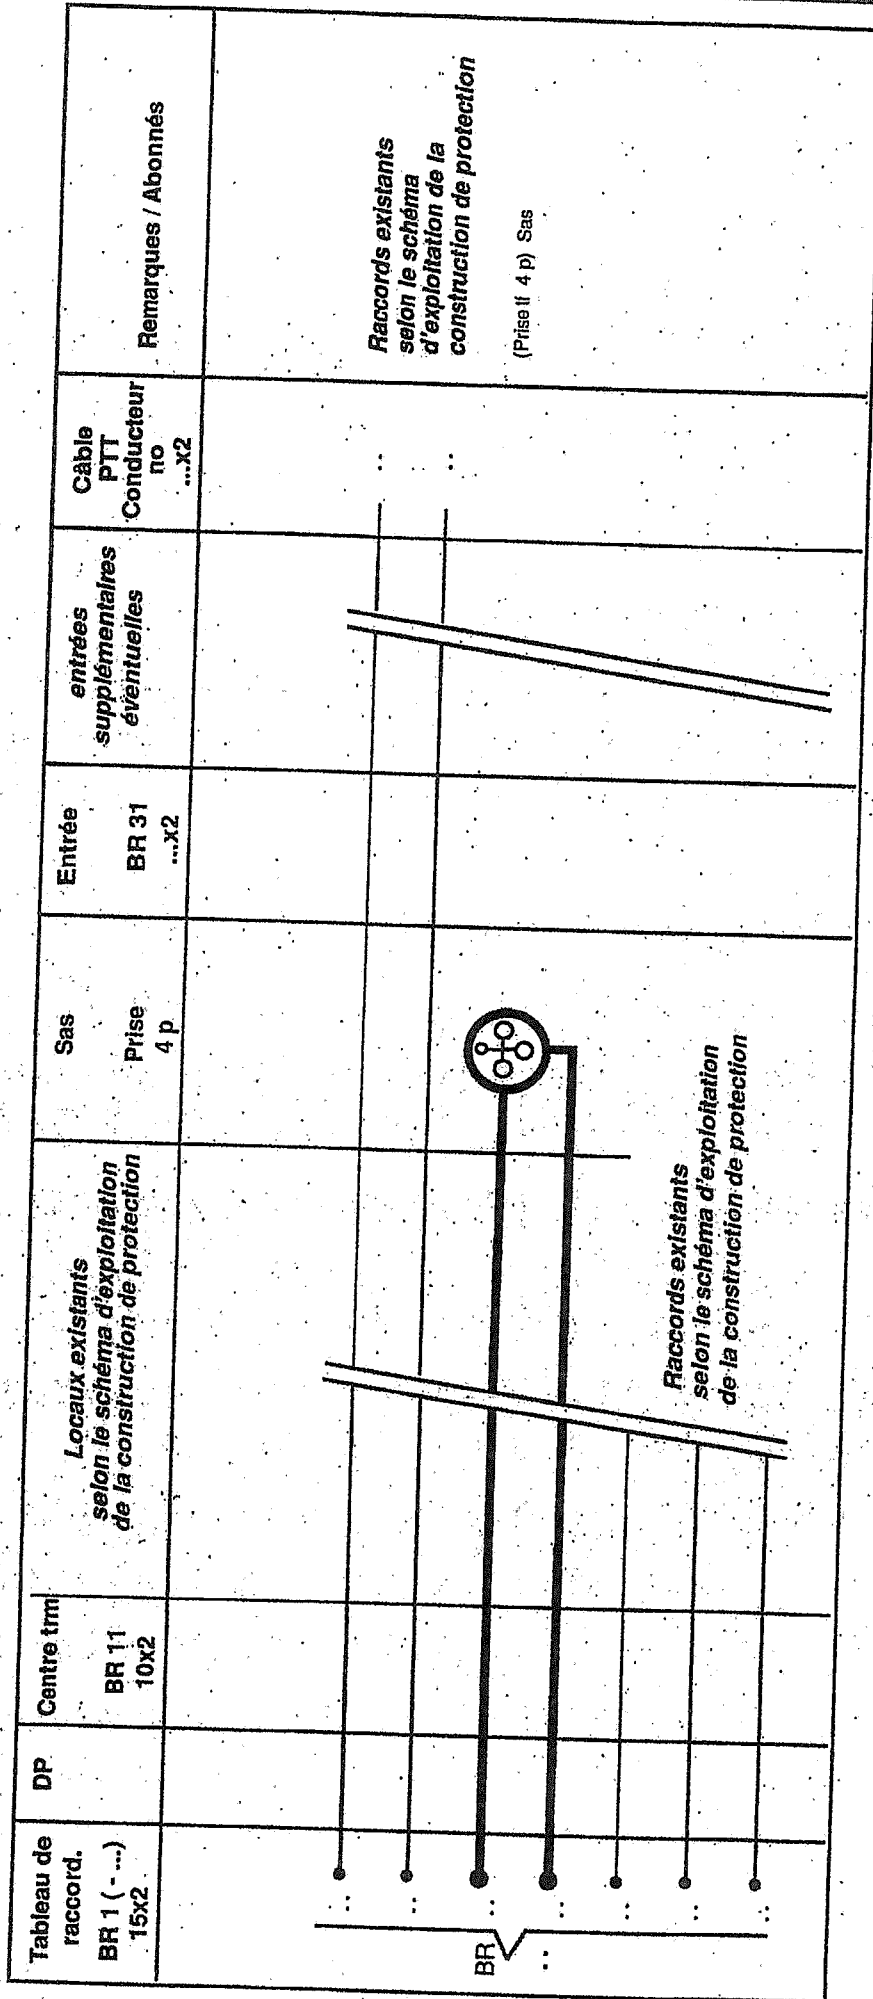 Tableau de
raccord.
BR 1 ( - ...)
15x2
DP
Centre trm
BR 11
10x2
Locaux existants
selon le schéma d'exploitation
de la construction de protection
Sas
Prise
4 p
Entrée
BR 31
...x2
entrées
supplémentaires
éventuelles
Câble
PTT
Conducteur
no
...x2
Remarques / Abonnés
Raccords existants
selon le schéma
d'exploitation de la
construction de protection
(Prise tf 4 p) Sas
Raccords existants
selon le schéma d'exploitation
de la construction de protection
BR
..
..
..
..
..
..
..
..
..
..